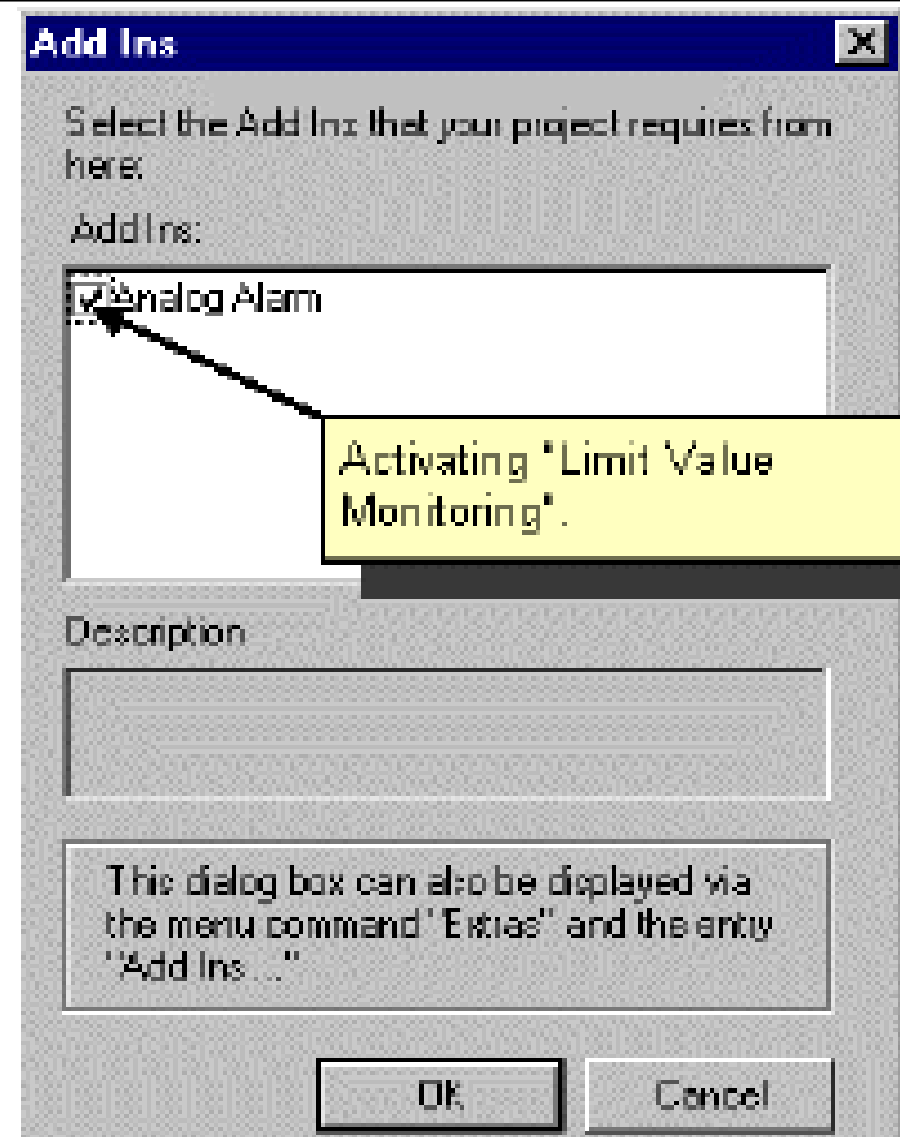 Add Ins
Select the Add Ins that your project requires from
here:
Add Ins:
Analog Alarm
Activating "Limit Value
Monitoring".
Description
This dialog box can also be displayed via
the menu command "Extras" and the entry
"Add Ins ..."
OK
Cancel